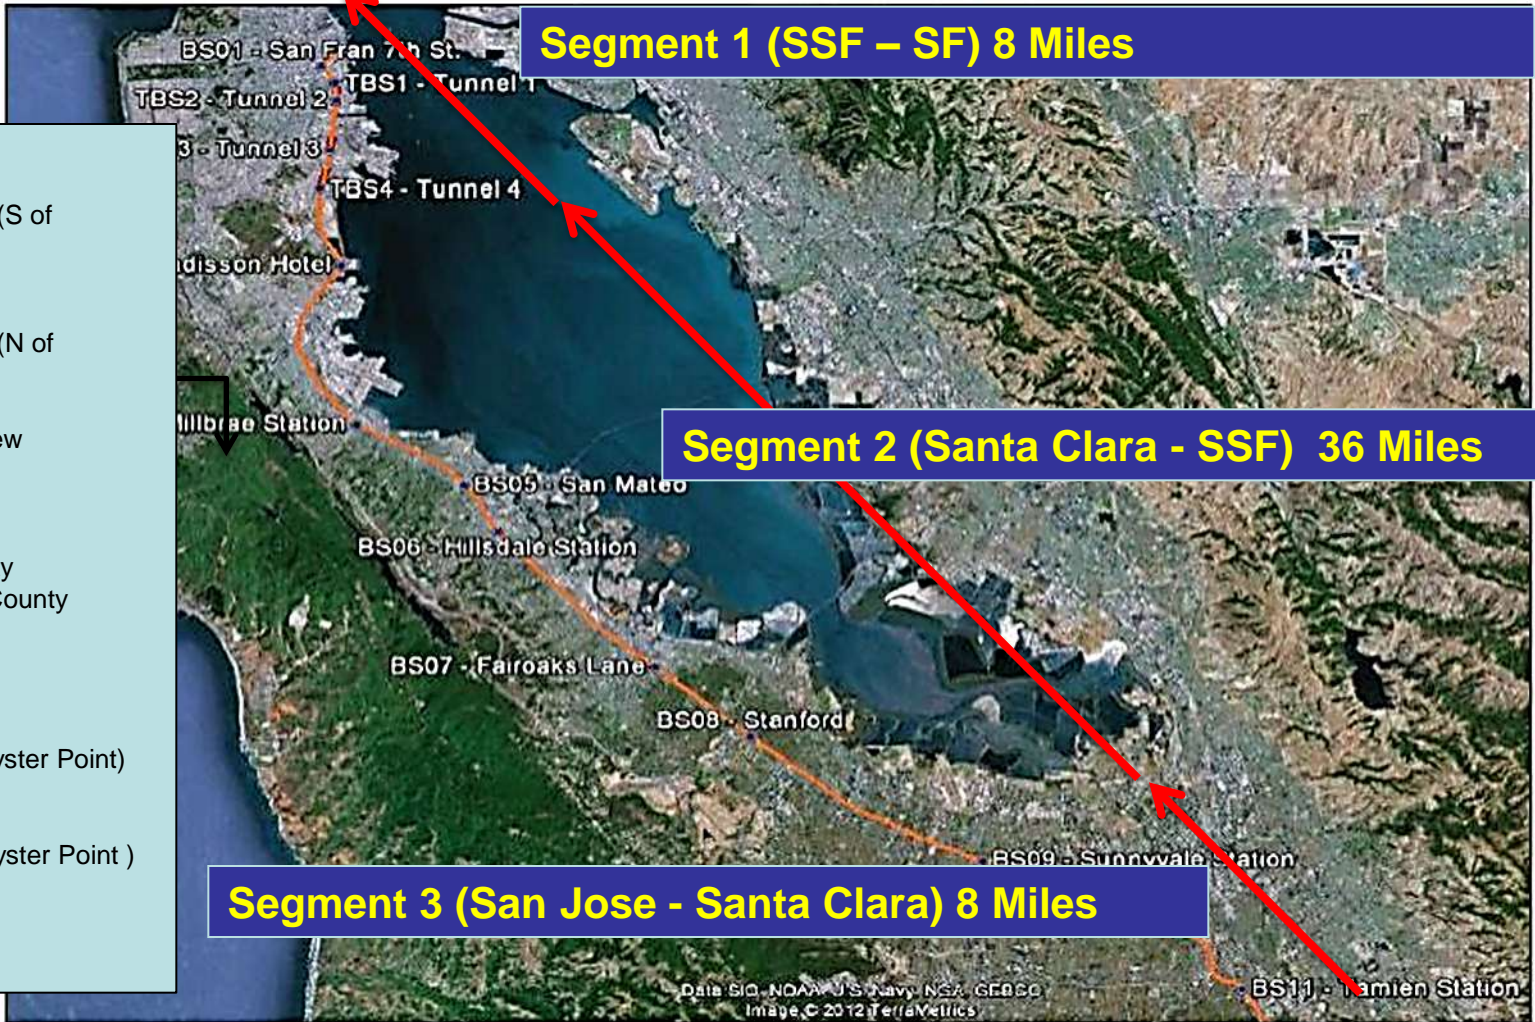 Segment 1 (SSF – SF) 8 Miles
BS01 - San Fran 7th St.
TBS1 - Tunnel 1
TBS2 - Tunnel 2
3 - Tunnel 3
TBS4 - Tunnel 4
(S of
disson Hotel
(N of
Millbrae Station
ew
Segment 2 (Santa Clara - SSF) 36 Miles
BS05 - San Mateo
BS06 - Hillsdale Station
y
County
BS07 - Fairoaks Lane
BS08 - Stanford
yster Point)
yster Point )
BS09 - Sunnyvale Station
Segment 3 (San Jose - Santa Clara) 8 Miles
BS11 - Tamien Station
Data SIO, NOAA, U.S. Navy, NGA, GEBCO
Image © 2012 TerraMetrics